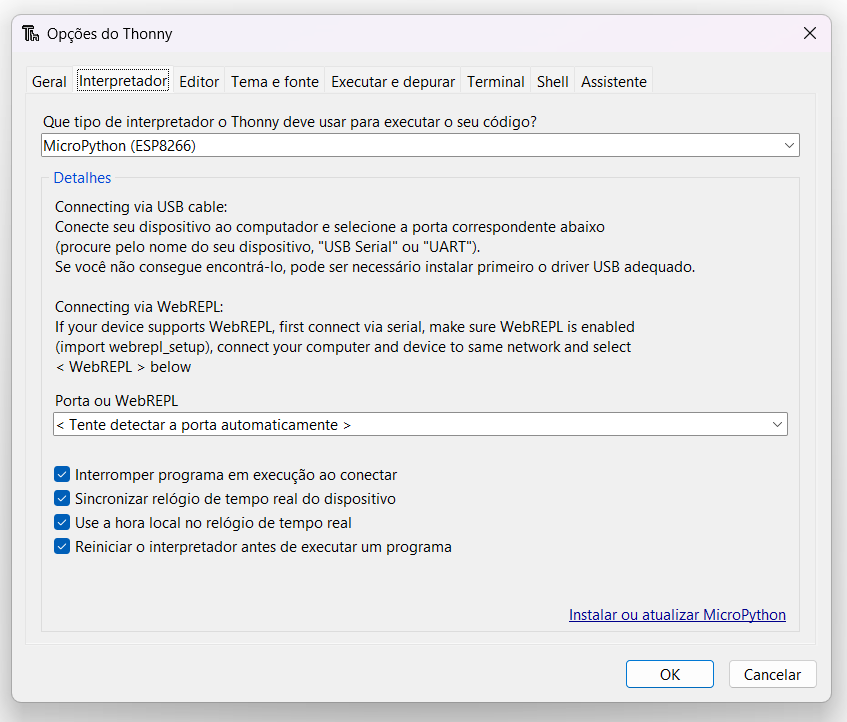 Opções do Thonny
Geral Interpretador Editor Tema e fonte Executar e depurar Terminal Shell Assistente
Que tipo de interpretador o Thonny deve usar para executar o seu código?
MicroPython (ESP8266)
Detalhes
Connecting via USB cable:
Conecte seu dispositivo ao computador e selecione a porta correspondente abaixo
(procure pelo nome do seu dispositivo, "USB Serial" ou "UART").
Se você não consegue encontrá-lo, pode ser necessário instalar primeiro o driver USB adequado.
Connecting via WebREPL:
If your device supports WebREPL, first connect via serial, make sure WebREPL is enabled
(import webrepl_setup), connect your computer and device to same network and select
< WebREPL > below
Porta ou WebREPL
< Tente detectar a porta automaticamente >
Interromper programa em execução ao conectar
Sincronizar relógio de tempo real do dispositivo
Use a hora local no relógio de tempo real
Reiniciar o interpretador antes de executar um programa
Instalar ou atualizar MicroPython
OK Cancelar